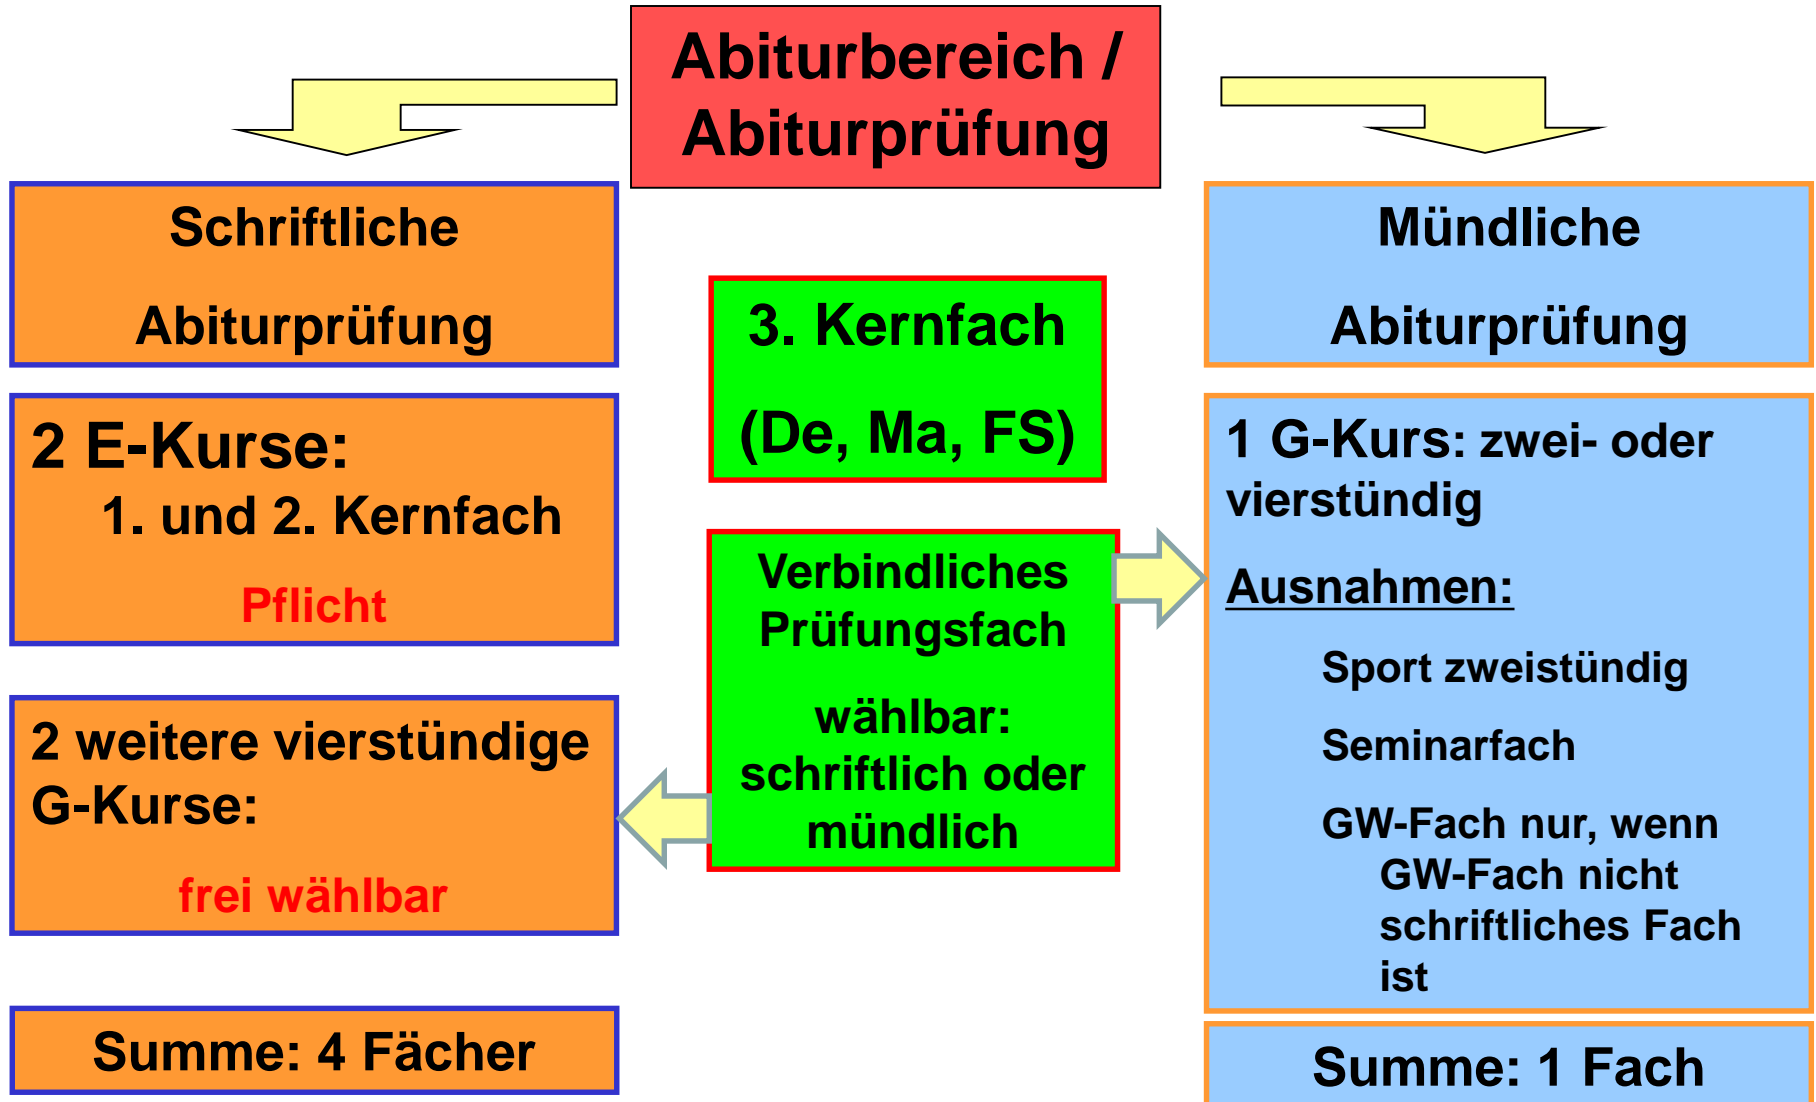 Abiturbereich /
Abiturprüfung
Schriftliche
Abiturprüfung
2 E-Kurse:
1. und 2. Kernfach
Pflicht
2 weitere vierstündige
G-Kurse:
frei wählbar
Summe: 4 Fächer
3. Kernfach
(De, Ma, FS)
Verbindliches
Prüfungsfach
wählbar:
schriftlich oder
mündlich
Mündliche
Abiturprüfung
1 G-Kurs: zwei- oder
vierstündig
Ausnahmen:
Sport zweistündig
Seminarfach
GW-Fach nur, wenn
GW-Fach nicht
schriftliches Fach
ist
Summe: 1 Fach